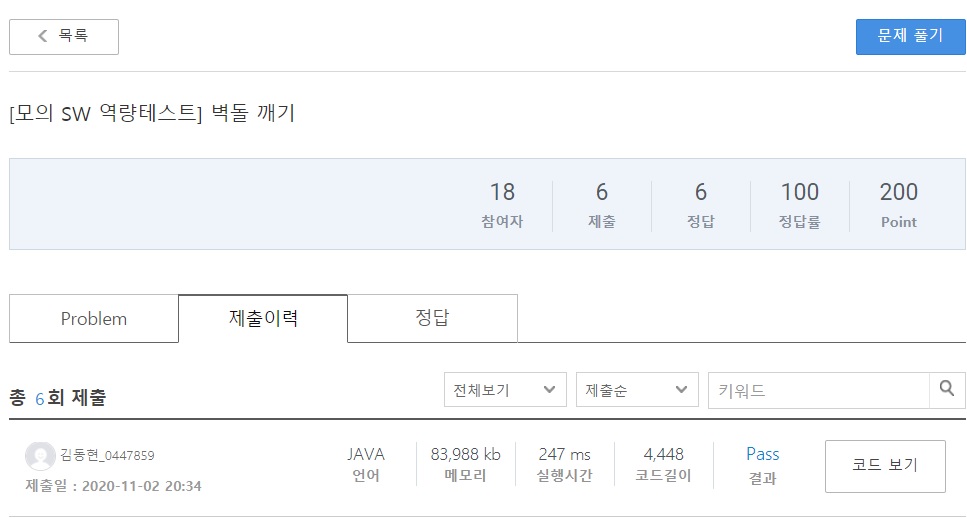 목록
문제 풀기
[모의 SW 역량테스트] 벽돌 깨기
18 6 6 100 200
참여자 제출 정답 정답률 Point
Problem 제출이력 정답
총 6회 제출 전체보기 제출순 키워드
김동현_0447859 JAVA 83,988 kb 247 ms 4,448 Pass 코드 보기
제출일 : 2020-11-02 20:34 언어 메모리 실행시간 코드길이 결과